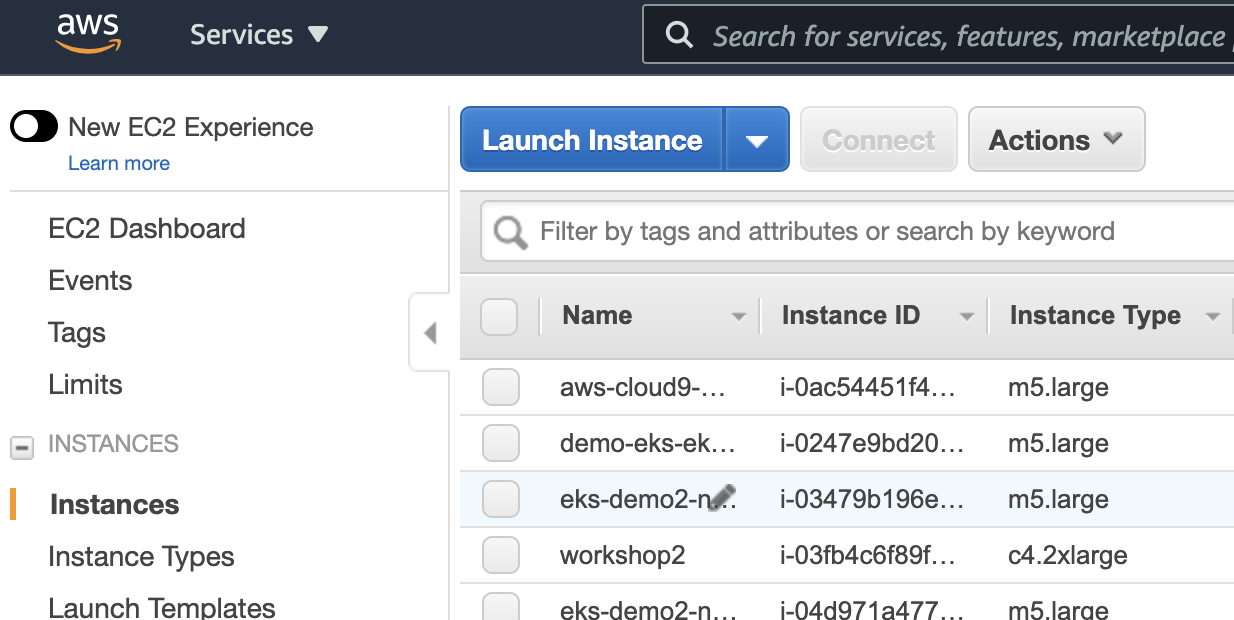 aws Services Search for services, features, marketplace
New EC2 Experience
Learn more
EC2 Dashboard
Events
Tags
Limits
INSTANCES
Instances
Instance Types
Launch Templates
Launch Instance Connect Actions
Filter by tags and attributes or search by keyword
Name Instance ID Instance Type
aws-cloud9-... i-0ac54451f4... m5.large
demo-eks-ek... i-0247e9bd20... m5.large
eks-demo2-n... i-03479b196e... m5.large
workshop2 i-03fb4c6f89f... c4.2xlarge
eks-demo2-n... i-04d971a477... m5.large